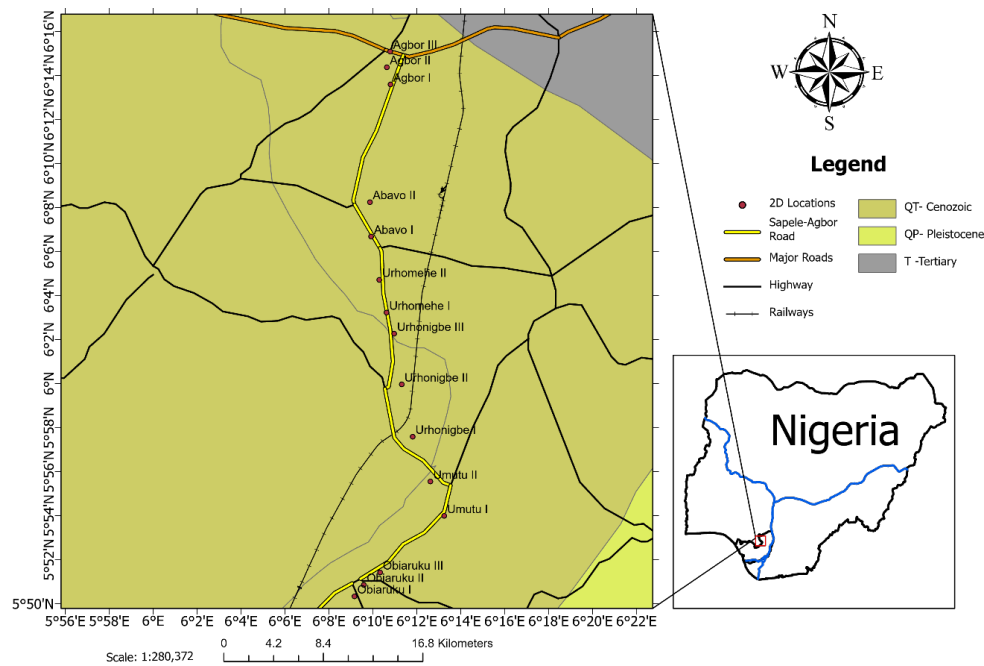 6°16'N
6°14'N
6°12'N
6°10'N
6°8'N
6°6'N
6°4'N
6°2'N
6°N
5°58'N
5°56'N
5°54'N
5°52'N
5°50'N
5°56'E
5°58'E
6°E
6°2'E
6°4'E
6°6'E
6°8'E
6°10'E
6°12'E
6°14'E
6°16'E
6°18'E
6°20'E
6°22'E
Agbor III
Agbor II
Agbor I
Abavo II
Abavo I
Urhomehe II
Urhomehe I
Urhonigbe III
Urhonigbe II
Urhonigbe I
Umutu II
Umutu I
Obiaruku III
Obiaruku II
Obiaruku I
N
W
E
S
Legend
2D Locations
Sapele-Agbor
Road
Major Roads
Highway
Railways
QT- Cenozoic
QP- Pleistocene
T -Tertiary
Nigeria
0 4.2 8.4 16.8 Kilometers
Scale: 1:280,372